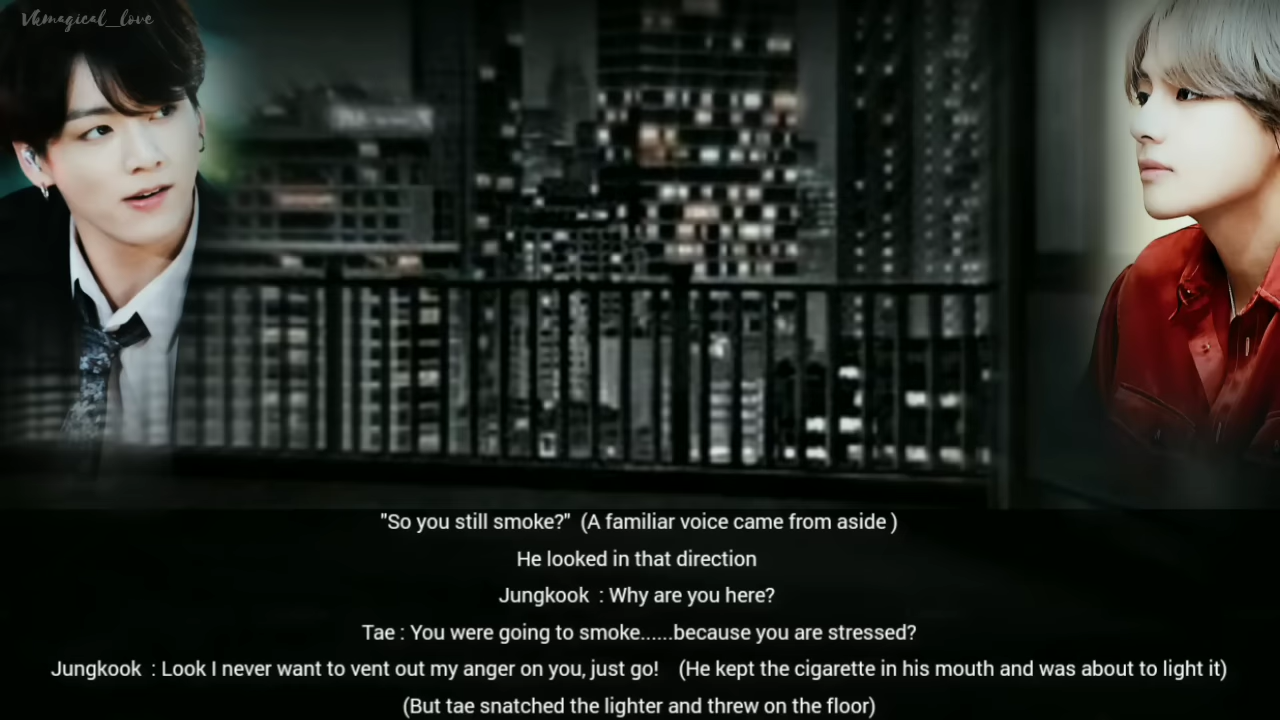 Vkmagical_love
"So you still smoke?" (A familiar voice came from aside )
He looked in that direction
Jungkook : Why are you here?
Tae : You were going to smoke......because you are stressed?
Jungkook : Look I never want to vent out my anger on you, just go! (He kept the cigarette in his mouth and was about to light it)
(But tae snatched the lighter and threw on the floor)